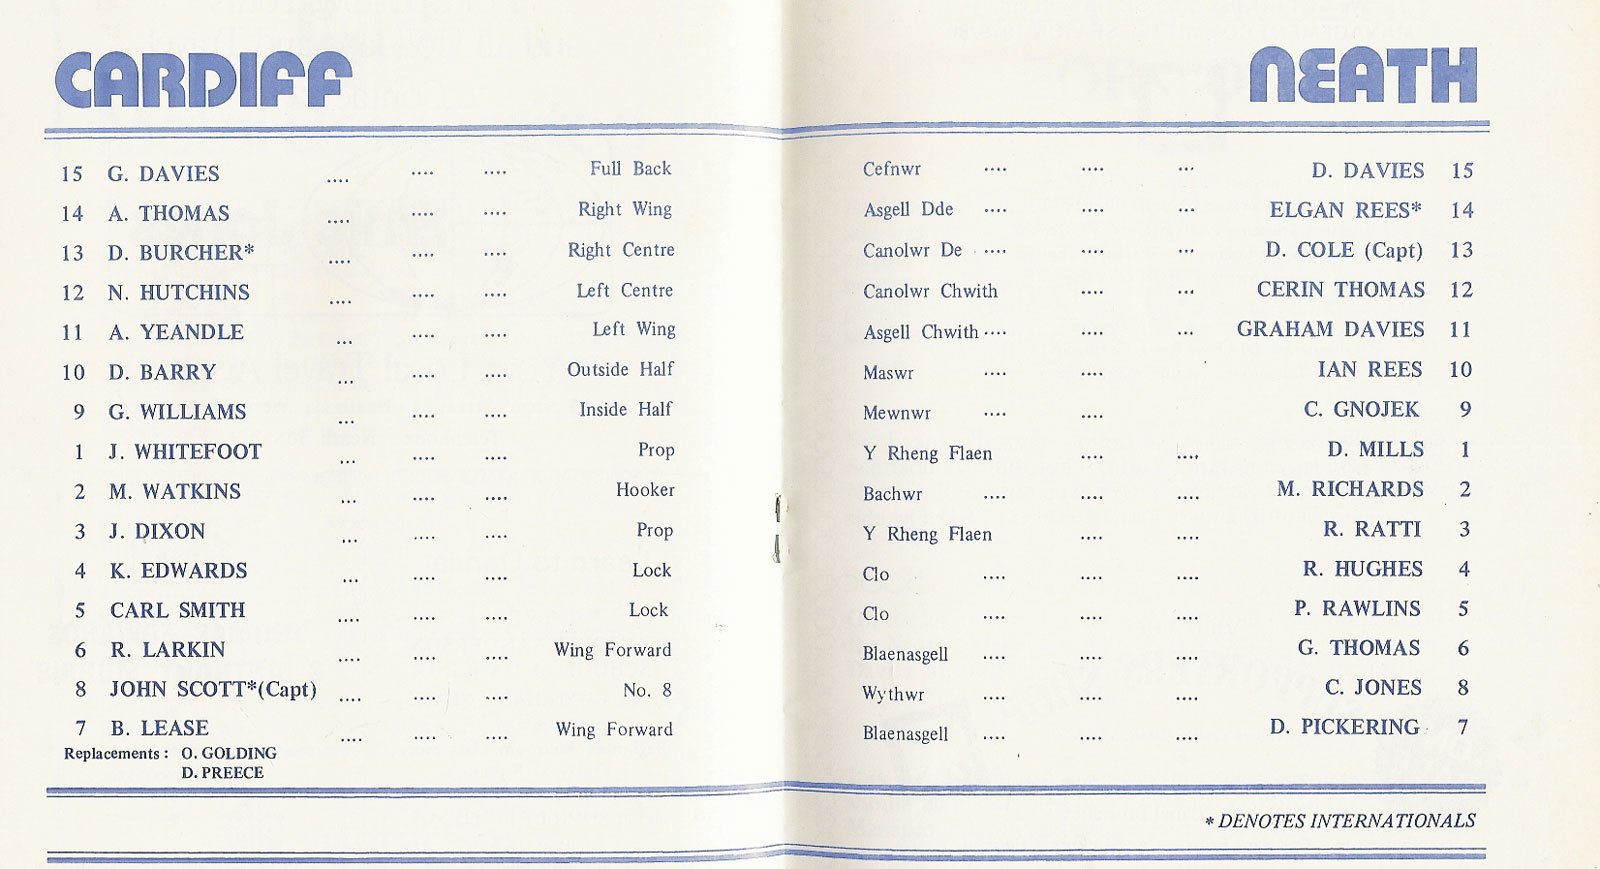 CARDIFF
15 G. DAVIES .... .... .... Full Back
14 A. THOMAS .... .... .... Right Wing
13 D. BURCHER* .... .... .... Right Centre
12 N. HUTCHINS .... .... .... Left Centre
11 A. YEANDLE ... .... .... Left Wing
10 D. BARRY ... .... .... Outside Half
9 G. WILLIAMS ... .... .... Inside Half
1 J. WHITEFOOT ... .... .... Prop
2 M. WATKINS ... .... .... Hooker
3 J. DIXON ... .... .... Prop
4 K. EDWARDS ... .... .... Lock
5 CARL SMITH .... .... .... Lock
6 R. LARKIN .... .... .... Wing Forward
8 JOHN SCOTT*(Capt) .... .... .... No. 8
7 B. LEASE .... .... .... Wing Forward
Replacements : O. GOLDING
D. PREECE
NEATH
Cefnwr .... .... ... D. DAVIES 15
Asgell Dde .... .... ... ELGAN REES* 14
Canolwr De .... .... ... D. COLE (Capt) 13
Canolwr Chwith .... ... CERIN THOMAS 12
Asgell Chwith .... .... ... GRAHAM DAVIES 11
Maswr .... .... IAN REES 10
Mewnwr .... .... C. GNOJEK 9
Y Rheng Flaen .... .... D. MILLS 1
Bachwr .... .... .... M. RICHARDS 2
Y Rheng Flaen .... .... R. RATTI 3
Clo .... .... .... R. HUGHES 4
Clo .... .... .... P. RAWLINS 5
Blaenasgell .... .... .... G. THOMAS 6
Wythwr .... .... .... C. JONES 8
Blaenasgell .... .... .... D. PICKERING 7
* DENOTES INTERNATIONALS